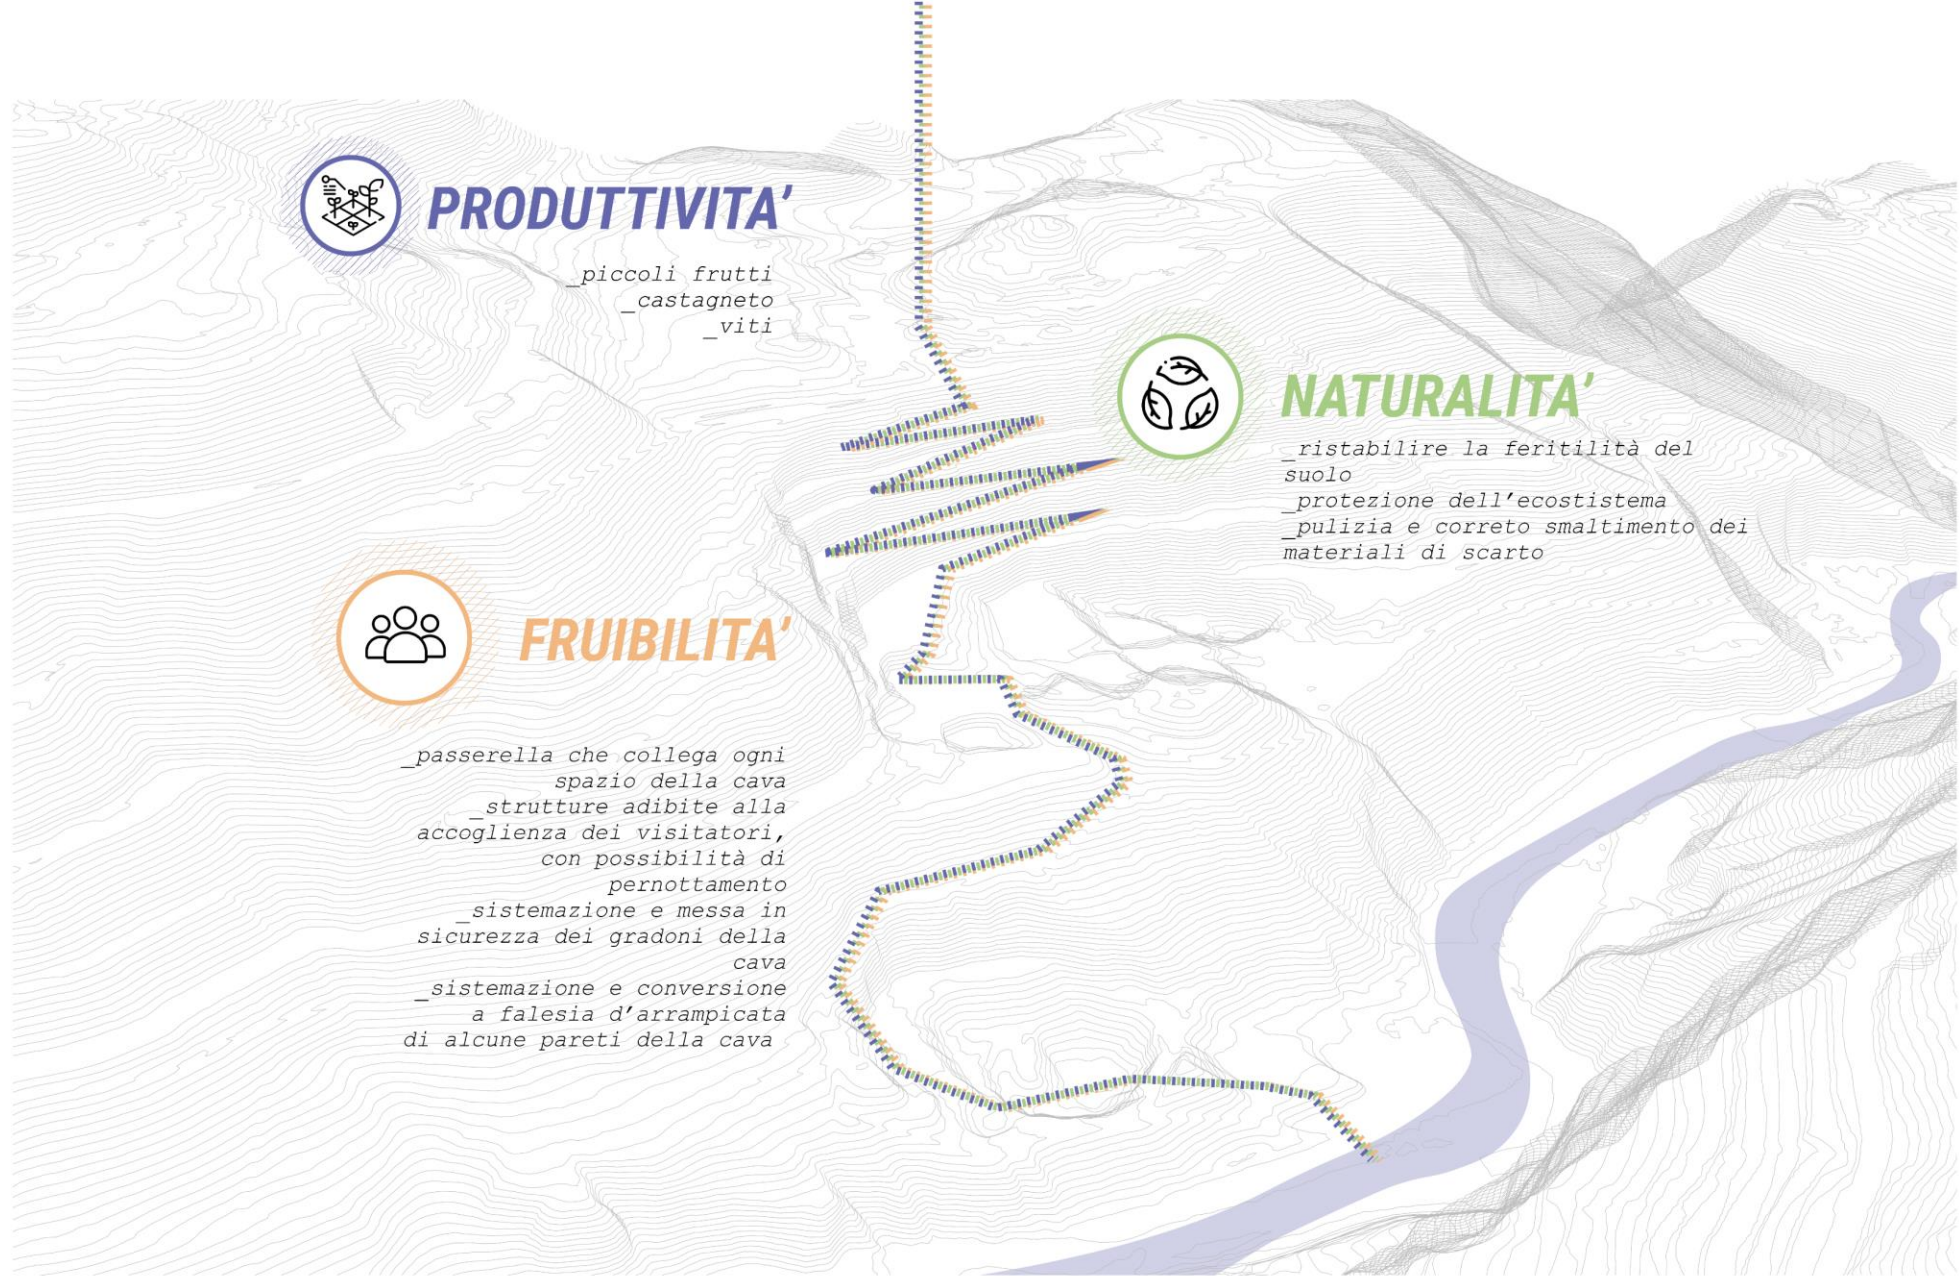 PRODUTTIVITA’
_piccoli frutti
_castagneto
_viti
NATURALITA’
_ristabilire la feritilità del
suolo
_protezione dell’ecostistema
_pulizia e correto smaltimento dei
materiali di scarto
FRUIBILITA’
_passerella che collega ogni
spazio della cava
_strutture adibite alla
accoglienza dei visitatori,
con possibilità di
pernottamento
_sistemazione e messa in
sicurezza dei gradoni della
cava
_sistemazione e conversione
a falesia d’arrampicata
di alcune pareti della cava